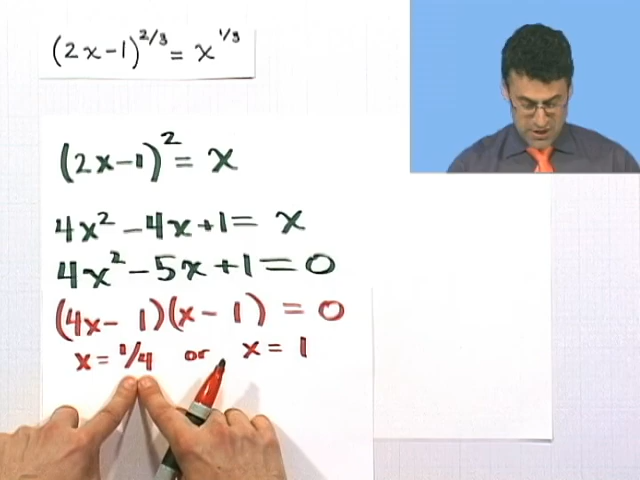 (2x-1)^2/3 = x^1/3
(2x-1)^2 = x
4x^2 -4x+1= x
4x^2 -5x+1=0
(4x- 1)(x- 1) = 0
x= 1/4 or x= 1